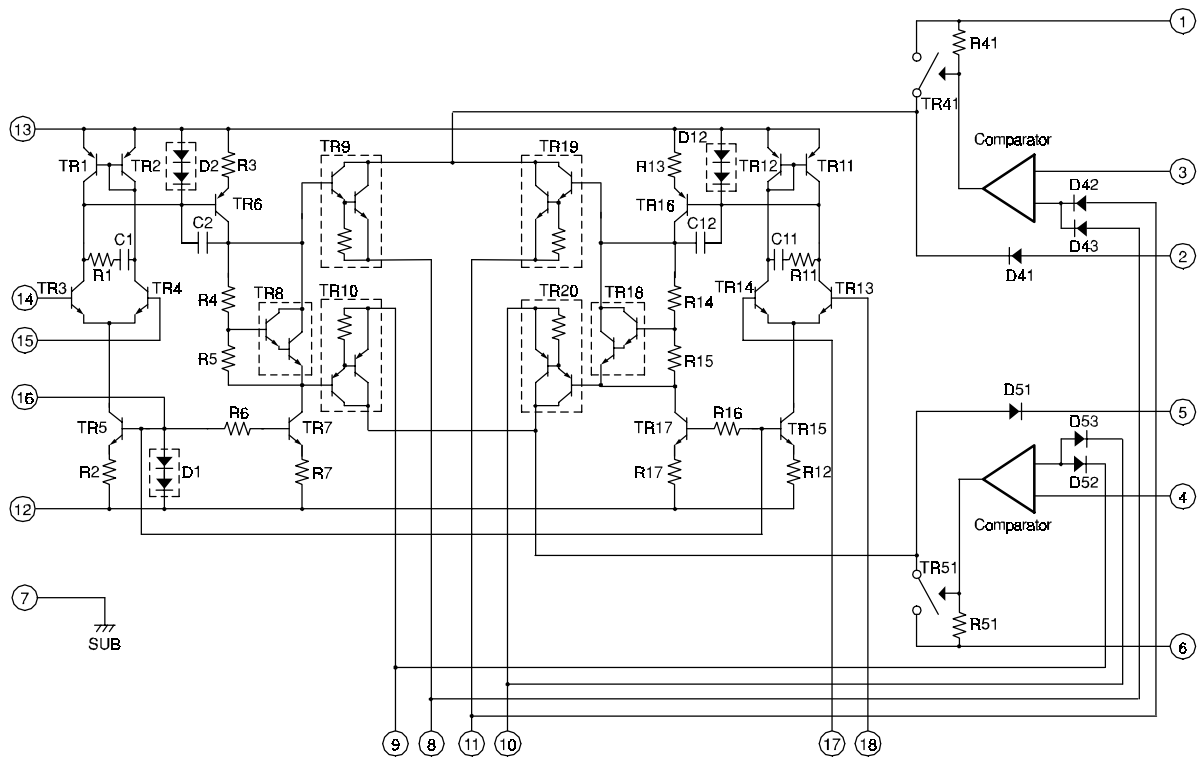 1
R41
TR41
13
D12
Comparator
TR1
TR2
D2
R3
TR9
TR19
R13
TR12
TR11
3
D42
TR6
TR16
C2
C12
D43
C1
R1
C11
R11
2
D41
TR3
TR4
14
R4
TR8
TR10
TR20
TR18
R14
TR14
TR13
15
R5
R15
16
D51
5
R6
R16
D53
TR5
TR7
TR17
TR15
R2
D1
R7
R17
R12
D52
4
12
Comparator
TR51
7
R51
SUB
6
9
8
11
10
17
18